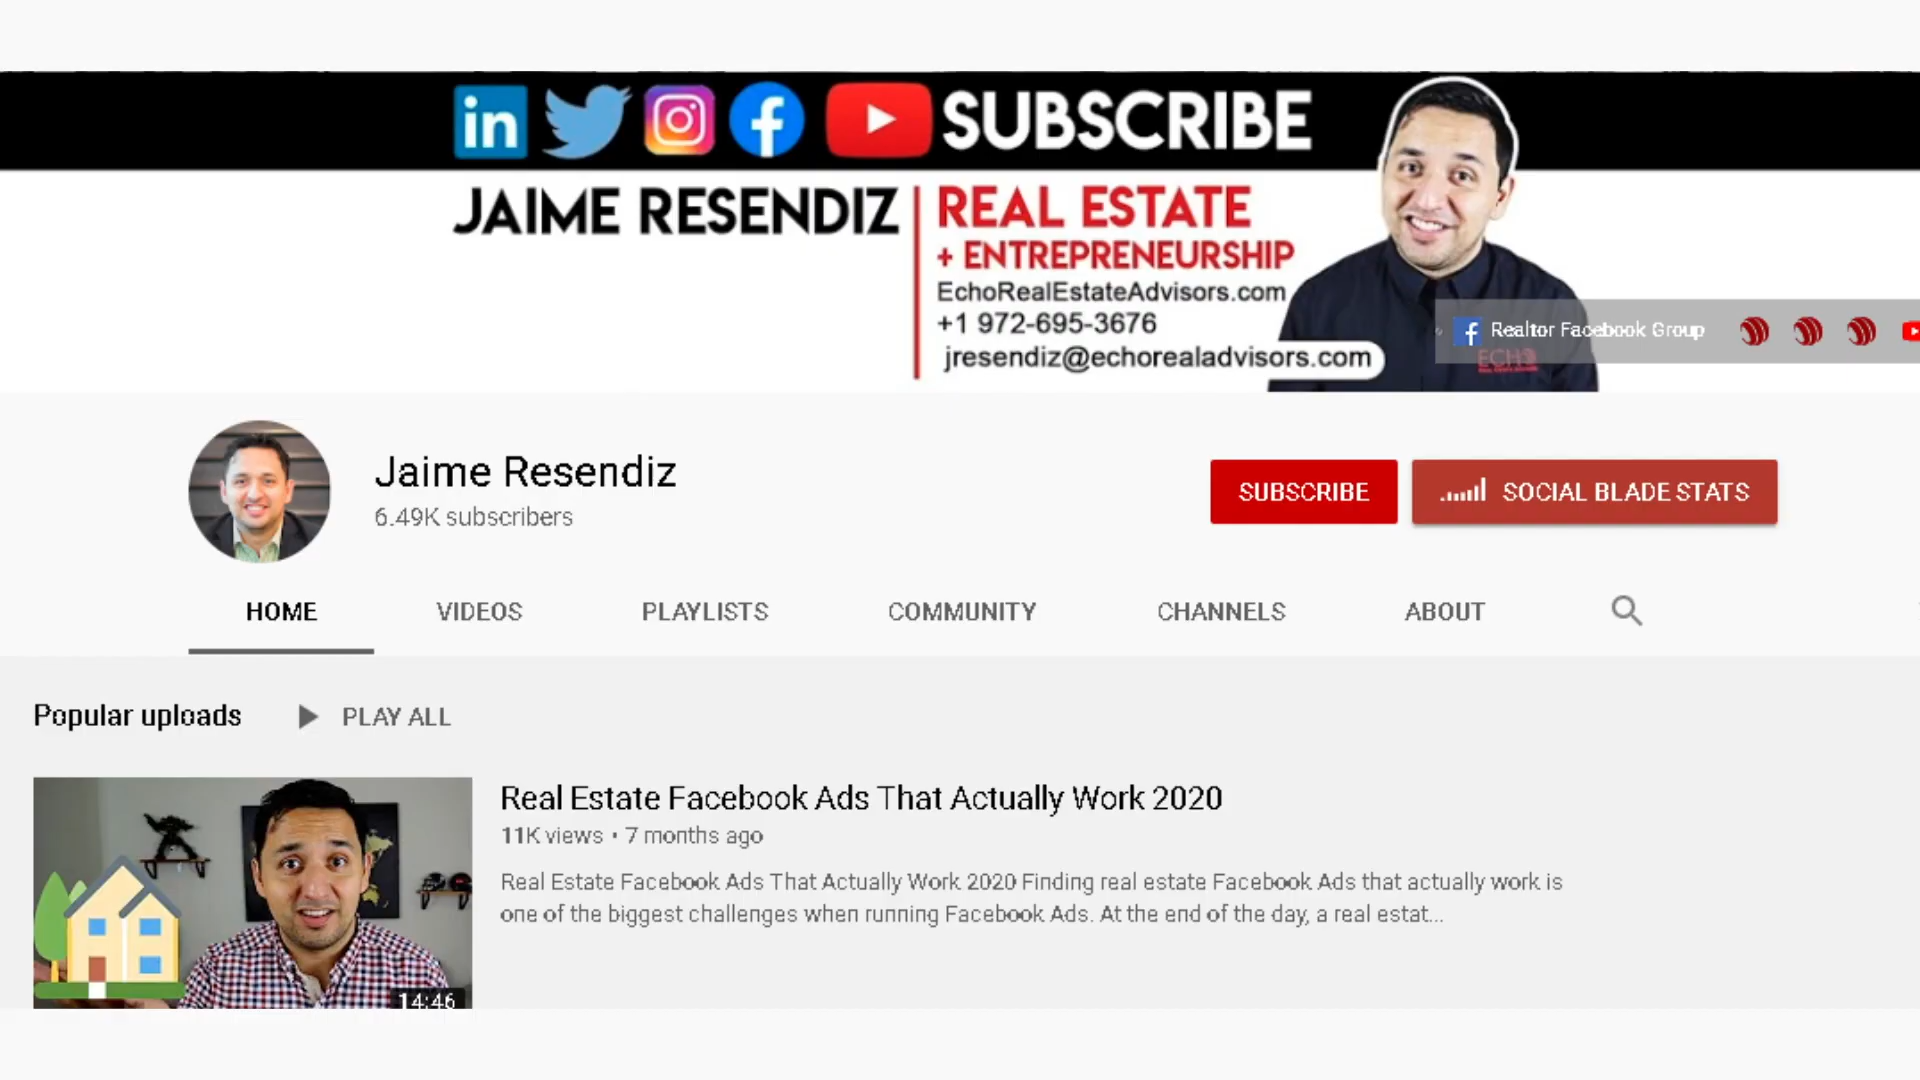 in SUBSCRIBE
JAIME RESENDIZ
REAL ESTATE
+ ENTREPRENEURSHIP
EchoRealEstateAdvisors.com
+1 972-695-3676
jresendiz@echorealadvisors.com
Realtor Facebook Group
ECHO
Jaime Resendiz
6.49K subscribers
SUBSCRIBE
SOCIAL BLADE STATS
HOME VIDEOS PLAYLISTS COMMUNITY CHANNELS ABOUT
Popular uploads PLAY ALL
Real Estate Facebook Ads That Actually Work 2020
11K views • 7 months ago
Real Estate Facebook Ads That Actually Work 2020 Finding real estate Facebook Ads that actually work is
one of the biggest challenges when running Facebook Ads. At the end of the day, a real estat...
14:46